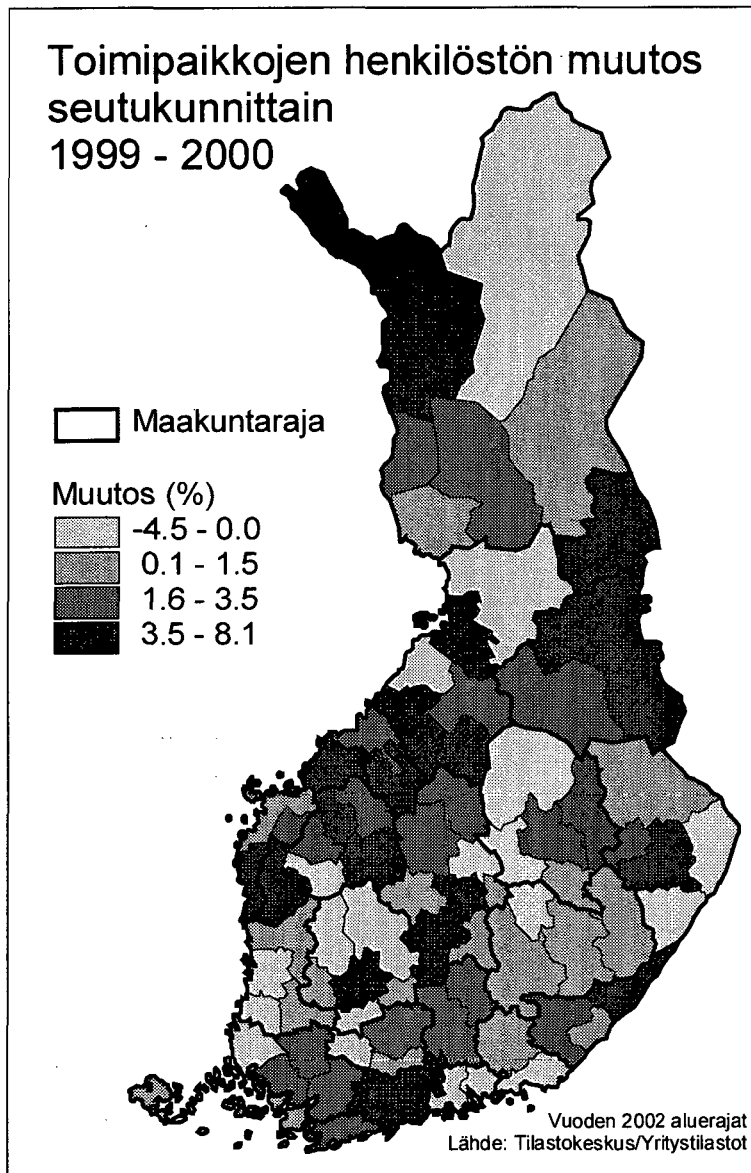 Toimipaikkojen henkilöstön muutos
seutukunnittain
1999 - 2000
Maakuntaraja
Muutos (%)
-4.5 - 0.0
0.1 - 1.5
1.6 - 3.5
3.5 - 8.1
Vuoden 2002 aluerajat
Lähde: Tilastokeskus/Yritystilastot